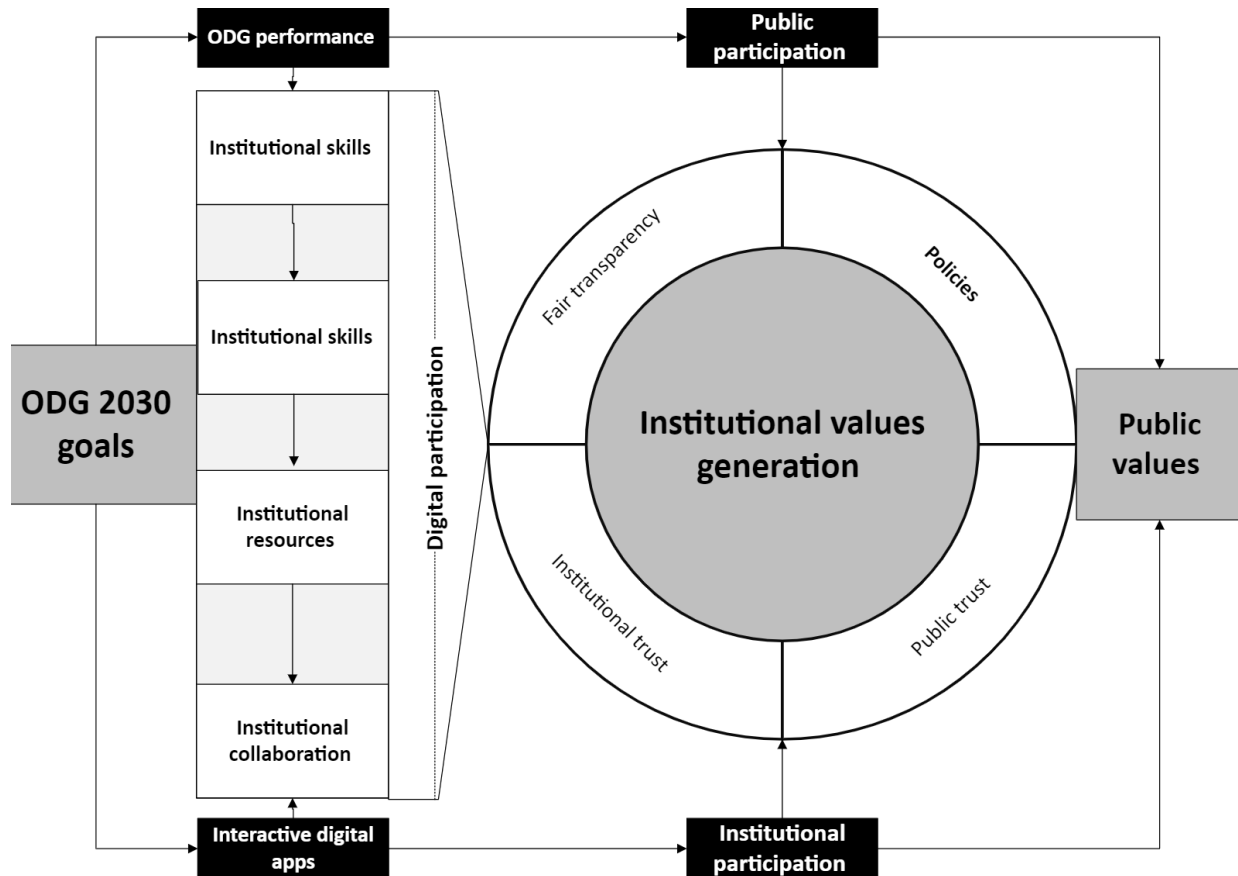 ODG performance
Public
participation
Institutional skills
Institutional skills
Institutional
resources
Institutional
collaboration
ODG 2030
goals
Digital participation
Fair transparency
Policies
Institutional values
generation
Institutional trust
Public trust
Public
values
Interactive digital
apps
Institutional
participation